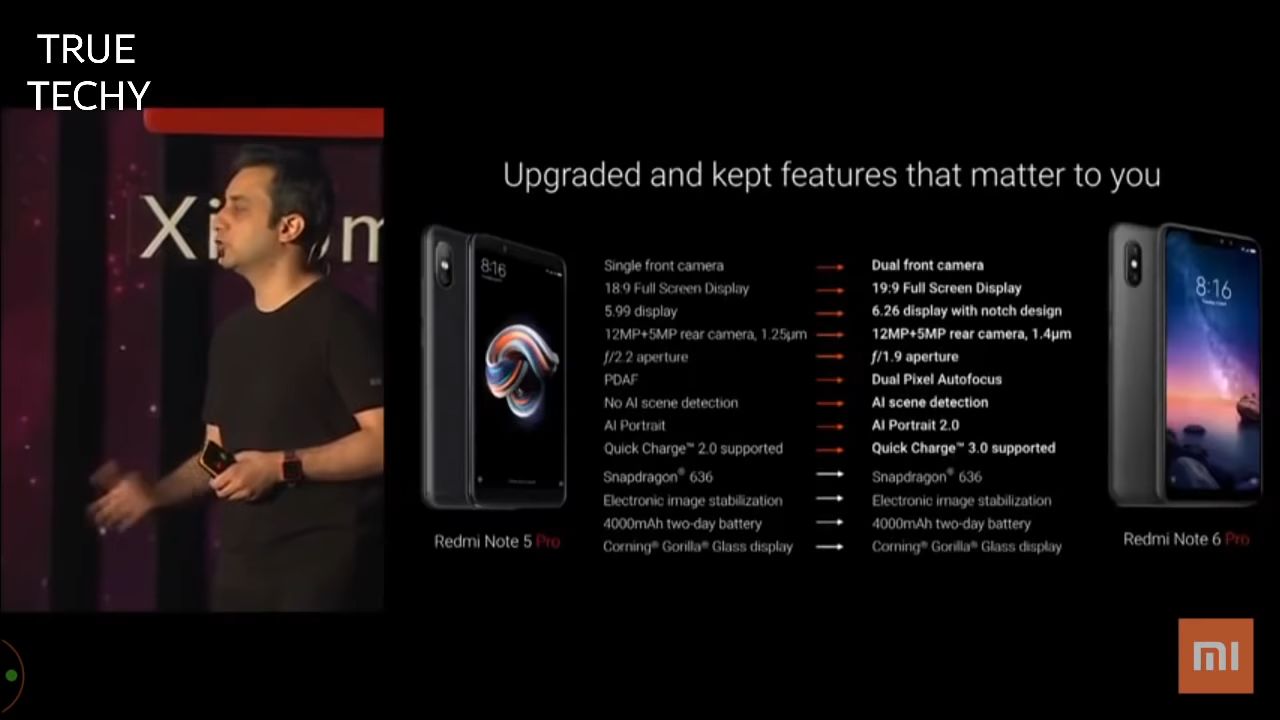 TRUE
TECHY
Xi m
Upgraded and kept features that matter to you
8:16
Single front camera → Dual front camera
18:9 Full Screen Display → 19:9 Full Screen Display
5.99 display → 6.26 display with notch design
12MP+5MP rear camera, 1.25µm → 12MP+5MP rear camera, 1.4µm
ƒ/2.2 aperture → ƒ/1.9 aperture
PDAF → Dual Pixel Autofocus
No AI scene detection → AI scene detection
AI Portrait → AI Portrait 2.0
Quick Charge™ 2.0 supported → Quick Charge™ 3.0 supported
Snapdragon® 636 → Snapdragon® 636
Electronic image stabilization → Electronic image stabilization
4000mAh two-day battery → 4000mAh two-day battery
Corning® Gorilla® Glass display → Corning® Gorilla® Glass display
8:16
Redmi Note 5 Pro
Redmi Note 6 Pro
MI